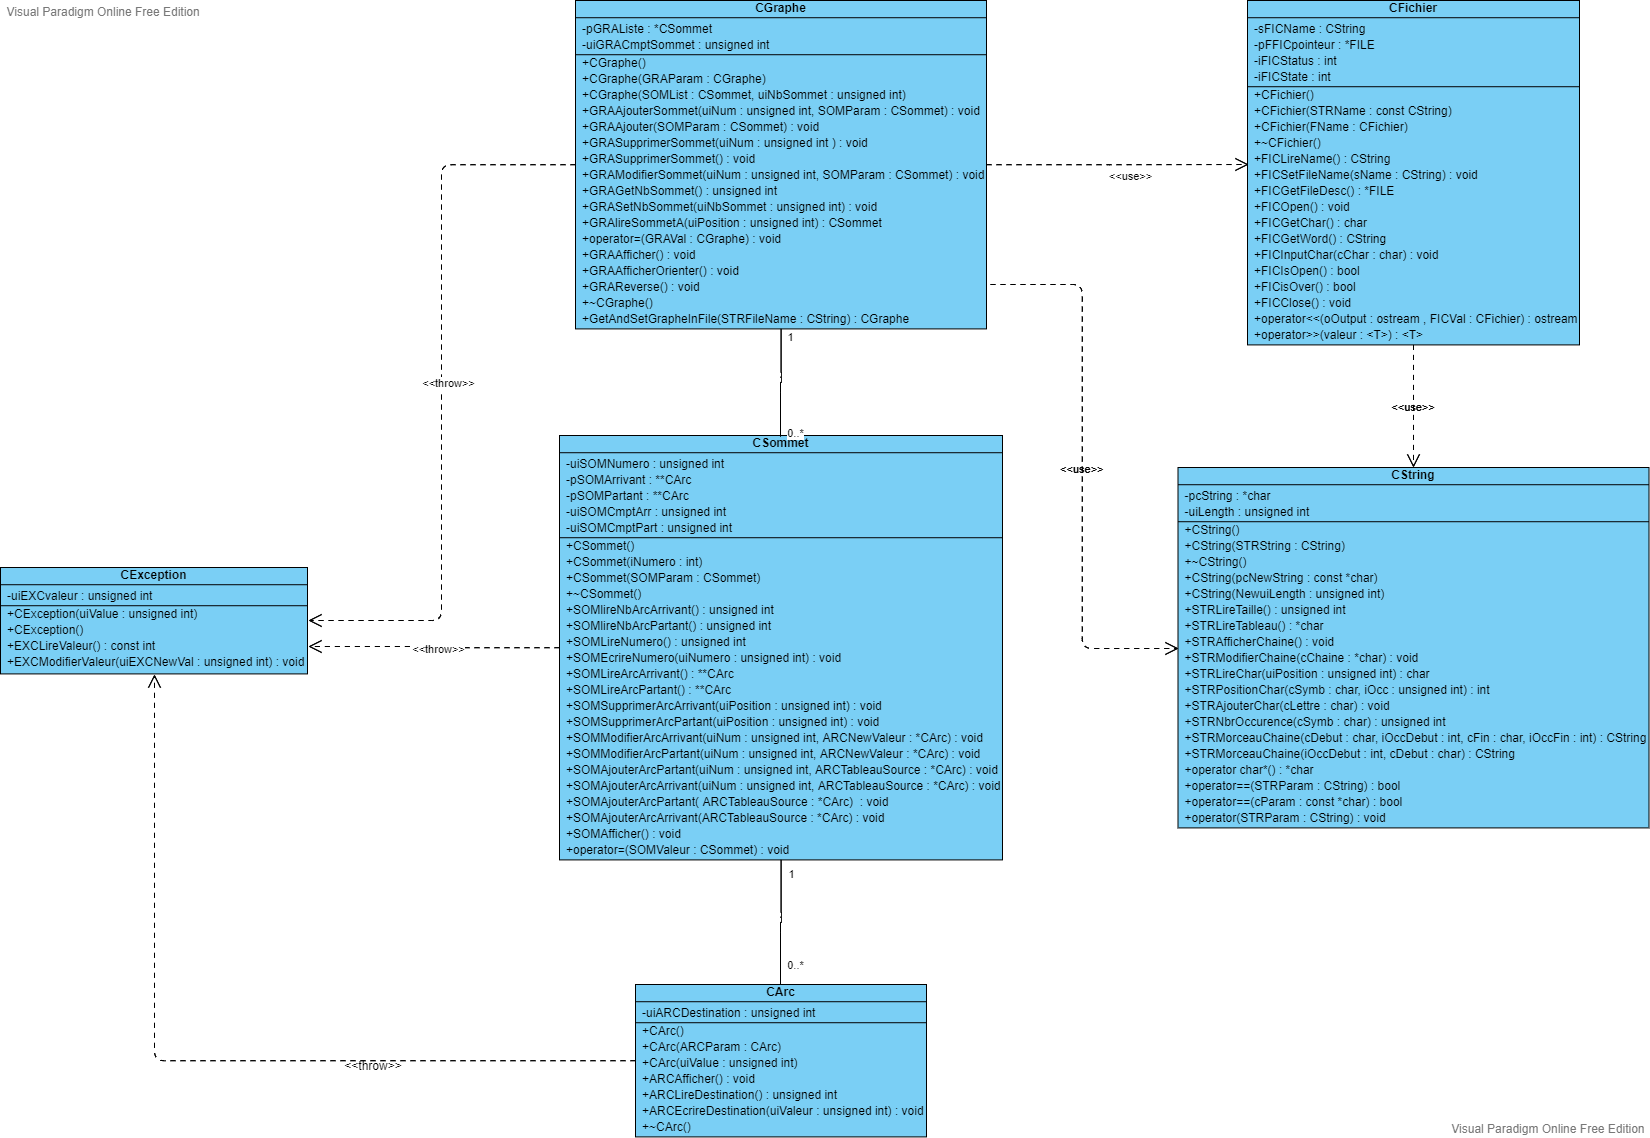 Visual Paradigm Online Free Edition
CGraphe
-pGRAListe : *CSommet
-uiGRACmptSommet : unsigned int
+CGraphe()
+CGraphe(GRAParam : CGraphe)
+CGraphe(SOMList : CSommet, uiNbSommet : unsigned int)
+GRAAjouterSommet(uiNum : unsigned int, SOMParam : CSommet) : void
+GRAAjouter(SOMParam : CSommet) : void
+GRASupprimerSommet(uiNum : unsigned int ) : void
+GRASupprimerSommet() : void
+GRAModifierSommet(uiNum : unsigned int, SOMParam : CSommet) : void
+GRAGetNbSommet() : unsigned int
+GRASetNbSommet(uiNbSommet : unsigned int) : void
+GRAlireSommetA(uiPosition : unsigned int) : CSommet
+operator=(GRAVal : CGraphe) : void
+GRAAfficher() : void
+GRAAfficherOrienter() : void
+GRAReverse() : void
+~CGraphe()
+GetAndSetGrapheInFile(STRFileName : CString) : CGraphe
CFichier
-sFICName : CString
-pFFICpointeur : *FILE
-iFICStatus : int
-iFICState : int
+CFichier()
+CFichier(STRName : const CString)
+CFichier(FName : CFichier)
+~CFichier()
+FICLireName() : CString
+FICSetFileName(sName : CString) : void
+FICGetFileDesc() : *FILE
+FICOpen() : void
+FICGetChar() : char
+FICGetWord() : CString
+FICInputChar(cChar : char) : void
+FICIsOpen() : bool
+FICisOver() : bool
+FICClose() : void
+operator<<(oOutput : ostream , FICVal : CFichier) : ostream
+operator>>(valeur : <T>) : <T>
<<use>>
<<throw>>
<<use>>
<<use>>
1
0..*
CSommet
-uiSOMNumero : unsigned int
-pSOMArrivant : **CArc
-pSOMPartant : **CArc
-uiSOMCmptArr : unsigned int
-uiSOMCmptPart : unsigned int
+CSommet()
+CSommet(iNumero : int)
+CSommet(SOMParam : CSommet)
+~CSommet()
+SOMlireNbArcArrivant() : unsigned int
+SOMlireNbArcPartant() : unsigned int
+SOMLireNumero() : unsigned int
+SOMEcrireNumero(uiNumero : unsigned int) : void
+SOMLireArcArrivant() : **CArc
+SOMLireArcPartant() : **CArc
+SOMSupprimerArcArrivant(uiPosition : unsigned int) : void
+SOMSupprimerArcPartant(uiPosition : unsigned int) : void
+SOMModifierArcArrivant(uiNum : unsigned int, ARCNewValeur : *CArc) : void
+SOMModifierArcPartant(uiNum : unsigned int, ARCNewValeur : *CArc) : void
+SOMAjouterArcPartant(uiNum : unsigned int, ARCTableauSource : *CArc) : void
+SOMAjouterArcArrivant(uiNum : unsigned int, ARCTableauSource : *CArc) : void
+SOMAjouterArcPartant( ARCTableauSource : *CArc) : void
+SOMAjouterArcArrivant(ARCTableauSource : *CArc) : void
+SOMAfficher() : void
+operator=(SOMValeur : CSommet) : void
CString
-pcString : *char
-uiLength : unsigned int
+CString()
+CString(STRString : CString)
+~CString()
+CString(pcNewString : const *char)
+CString(NewuiLength : unsigned int)
+STRLireTaille() : unsigned int
+STRLireTableau() : *char
+STRAfficherChaine() : void
+STRModifierChaine(cChaine : *char) : void
+STRLireChar(uiPosition : unsigned int) : char
+STRPositionChar(cSymb : char, iOcc : unsigned int) : int
+STRAjouterChar(cLettre : char) : void
+STRNbrOccurence(cSymb : char) : unsigned int
+STRMorceauChaine(cDebut : char, iOccDebut : int, cFin : char, iOccFin : int) : CString
+STRMorceauChaine(iOccDebut : int, cDebut : char) : CString
+operator char*() : *char
+operator==(STRParam : CString) : bool
+operator==(cParam : const *char) : bool
+operator(STRParam : CString) : void
CException
-uiEXCvaleur : unsigned int
+CException(uiValue : unsigned int)
+CException()
+EXCLireValeur() : const int
+EXCModifierValeur(uiEXCNewVal : unsigned int) : void
<<throw>>
1
0..*
CArc
-uiARCDestination : unsigned int
+CArc()
+CArc(ARCParam : CArc)
+CArc(uiValue : unsigned int)
+ARCAfficher() : void
+ARCLireDestination() : unsigned int
+ARCEcrireDestination(uiValeur : unsigned int) : void
+~CArc()
<<throw>>
Visual Paradigm Online Free Edition